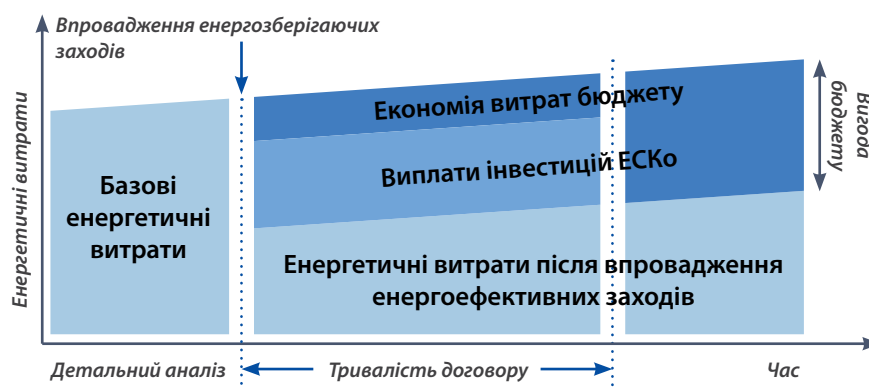 Впровадження енергозберігаючих
заходів
Енергетичні витрати
Економія витрат бюджету
Виплати інвестицій ЕСКо
Базові
енергетичні
витрати
Енергетичні витрати після впровадження
енергоефективних заходів
Вигода
бюджету
Детальний аналіз
Тривалість договору
Час